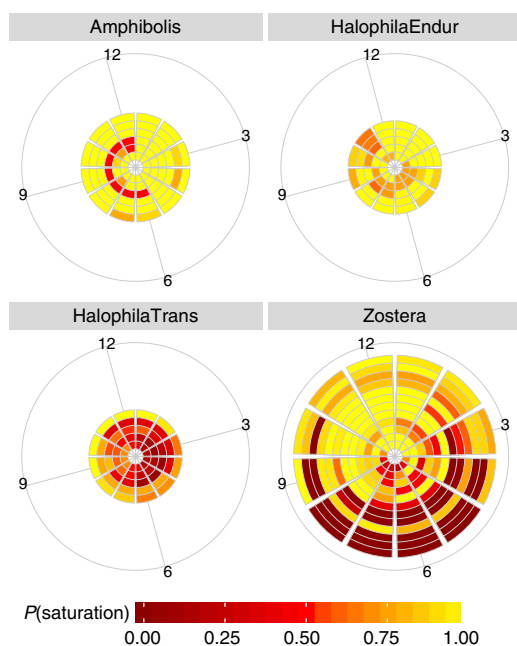 Amphibolis HalophilaEndur
12 12
3 3
9 9
6 6
HalophilaTrans Zostera
12 12
3 3
9 9
6 6
P(saturation)
0.00 0.25 0.50 0.75 1.00